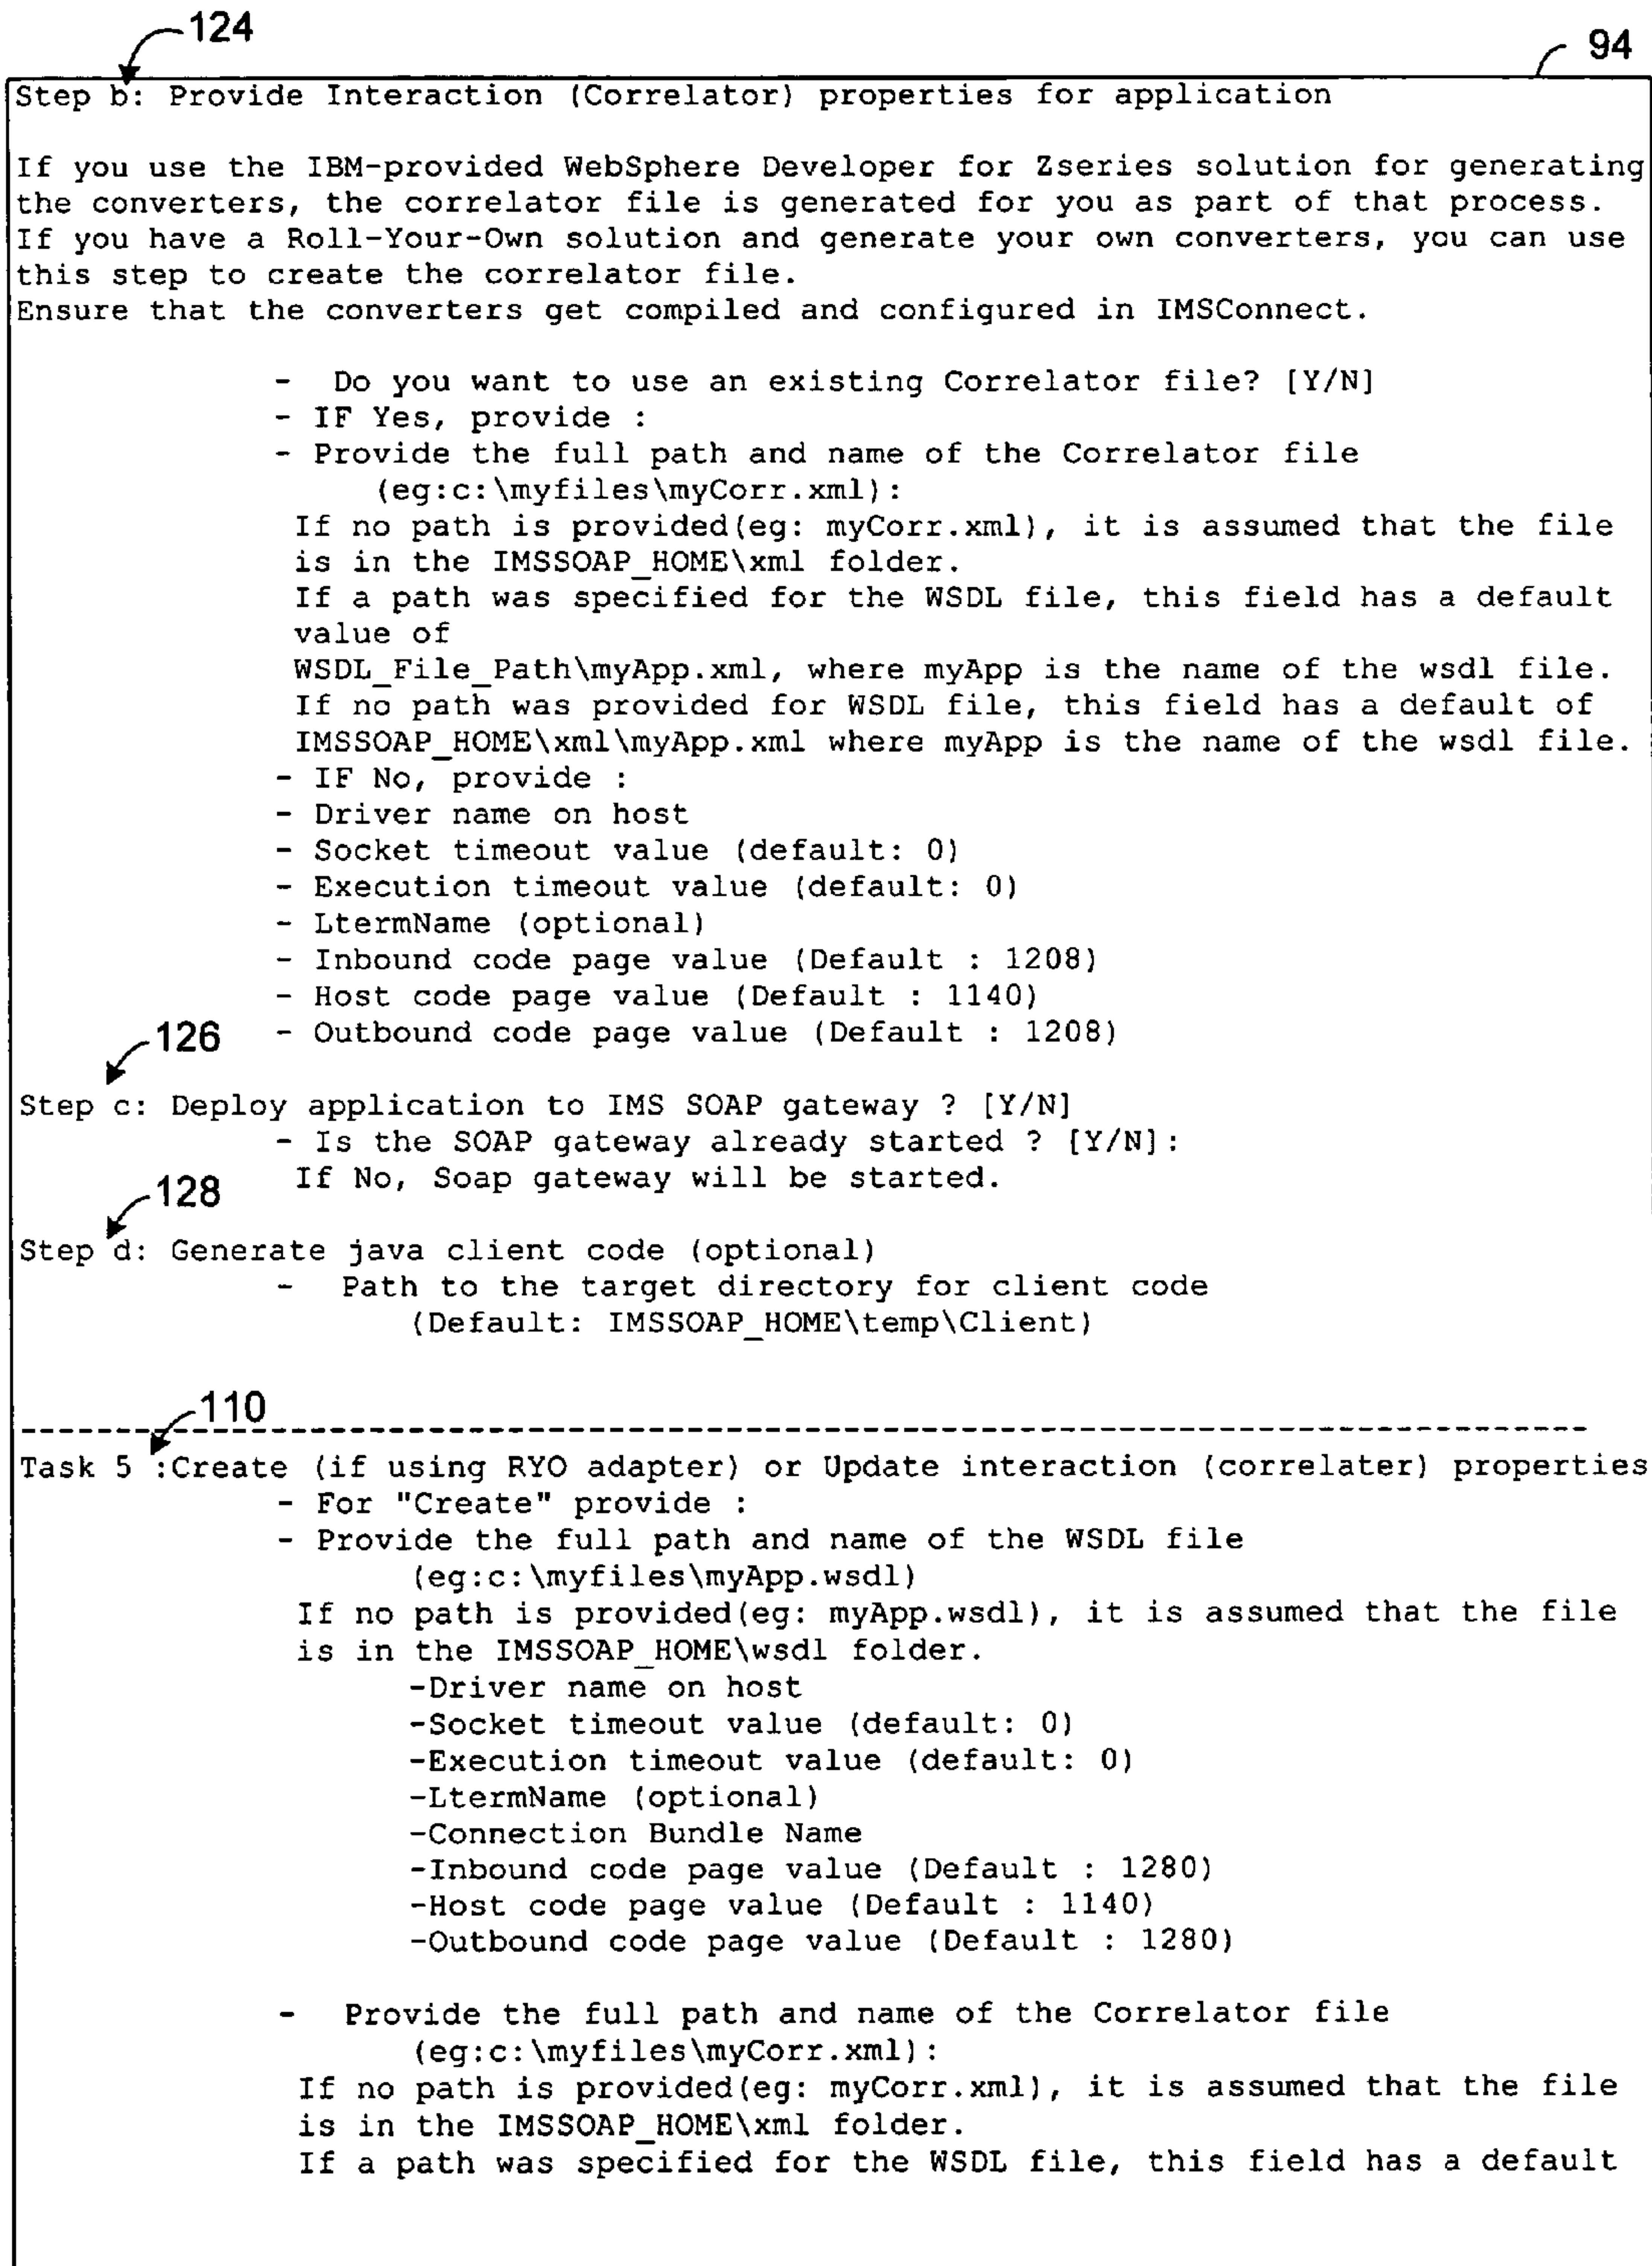 124
94
Step b: Provide Interaction (Correlator) properties for application
If you use the IBM-provided WebSphere Developer for Zseries solution for generating
the converters, the correlator file is generated for you as part of that process.
If you have a Roll-Your-Own solution and generate your own converters, you can use
this step to create the correlator file.
Ensure that the converters get compiled and configured in IMSConnect.
- Do you want to use an existing Correlator file? [Y/N]
- IF Yes, provide :
- Provide the full path and name of the Correlator file
(eg:c:\myfiles\myCorr.xml):
If no path is provided(eg: myCorr.xml), it is assumed that the file
is in the IMSSOAP_HOME\xml folder.
If a path was specified for the WSDL file, this field has a default
value of
WSDL_File_Path\myApp.xml, where myApp is the name of the wsdl file.
If no path was provided for WSDL file, this field has a default of
IMSSOAP_HOME\xml\myApp.xml where myApp is the name of the wsdl file.
- IF No, provide :
- Driver name on host
- Socket timeout value (default: 0)
- Execution timeout value (default: 0)
- LtermName (optional)
- Inbound code page value (Default : 1208)
- Host code page value (Default : 1140)
- Outbound code page value (Default : 1208)
126
Step c: Deploy application to IMS SOAP gateway ? [Y/N]
- Is the SOAP gateway already started ? [Y/N]:
If No, Soap gateway will be started.
128
Step d: Generate java client code (optional)
- Path to the target directory for client code
(Default: IMSSOAP_HOME\temp\Client)
110
Task 5 :Create (if using RYO adapter) or Update interaction (correlater) properties
- For "Create" provide :
- Provide the full path and name of the WSDL file
(eg:c:\myfiles\myApp.wsdl)
If no path is provided(eg: myApp.wsdl), it is assumed that the file
is in the IMSSOAP_HOME\wsdl folder.
-Driver name on host
-Socket timeout value (default: 0)
-Execution timeout value (default: 0)
-LtermName (optional)
-Connection Bundle Name
-Inbound code page value (Default : 1280)
-Host code page value (Default : 1140)
-Outbound code page value (Default : 1280)
- Provide the full path and name of the Correlator file
(eg:c:\myfiles\myCorr.xml):
If no path is provided(eg: myCorr.xml), it is assumed that the file
is in the IMSSOAP_HOME\xml folder.
If a path was specified for the WSDL file, this field has a default